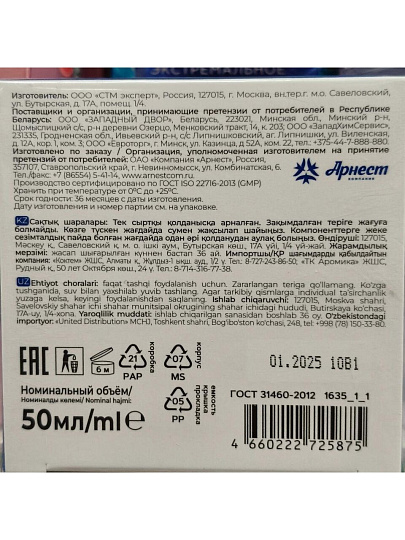 ЭКСТРЕМАЛЬНОЕ
Изготовитель: ООО «СТМ эксперт», Россия, 127015, г. Москва, вн.тер.г. м.о. Савеловский,
ул. Бутырская, д. 17А, помещ. 1/4.
Поставщики и организации, принимающие претензии от потребителей в Республике
Беларусь: ООО «ЗАПАДНЫЙ ДВОР», Беларусь, 223021, Минская обл., Минский р-н,
Щомыслицкий с/с, р-н деревни Озерцо, Менковский тракт, 14, к. 203; ООО «ЗападХимСервис»,
231335, Гродненская обл., Ивьевский р-н, с/с Липнишковский, аг. Липнишки, ул. Виленская,
д. 12А, кор. 1, ком. 3; ООО «Евроторг», г. Минск, ул. Казинца, д.52А, ком. 22, тел.: +375-44-7-888-880.
Изготовлено по заказу / Организация, уполномоченная изготовителем на принятие
претензий от потребителей: ОАО «Компания «Арнест», Россия,
357107, Ставропольский край, г. Невинномысск, ул. Комбинатская, 6.
Тел./факс: +7 (86554) 5-41-14, www.arnestcom.ru.
Производство сертифицировано по ГОСТ ISO 22716-2013 (GMP)
Хранить при температуре от 0°С до +25°С.
Срок годности 36 месяцев с даты изготовления.
Дату изготовления и номер партии см. на упаковке.
Арнест
КОМПАНИЯ
KZ Сақтық шаралары: Тек сыртқы қолданысқа арналған. Зақымдалған теріге жағуға
болмайды. Көзге түскен жағдайда сумен жақсылап шайыңыз. Компоненттерге жеке
сезімталдық пайда болған жағдайда одан әрі қолданудан аулақ болыңыз. Өндіруші: 127015,
Мәскеу қ., Савеловский ауданы, Бутырская көш., 17А үй, 1/4 үй-жай. Жарамдылық
мерзімі: жасап шығарылған күннен бастап 36 ай. Импортшы/ҚР шағымдарды қабылдайтын
компания: «Коктем» ЖШС, Алматы қ.
Тел.: 8-727-243-86-50; «ТК Аромика» ЖШС,
Рудный қ., 50 лет Октября көш., 24 ү. Тел. 8-714-316-77-38.
UZ Ehtiyot choralari: faqat tashqi foydalanish uchun. Zararlangan teriga qo'llamang. Ko'zga
tushganda, suv bilan yaxshilab yuvib tashlang. Agar tarkibiy qismlarga individual ta'sirchanlik
yuzaga kelsa, keyingi foydalanishdan saqlaning. Ishlab chiqaruvchi: 127015, Moskva shahri,
Savelovskiy shahar ichi shahar munitsipal okrugining shahar hududi, Butirskaya ko'chasi,
17A-uy, 1/4-xona. Yaroqlilik muddati: ishlab chiqarilgan sanasidan boshlab 36 oy. O'zbekistondagi
importyor: «United Distribution» MCHJ, Toshkent shahri, Bog'ibo'ston ko'chasi, 248, tel: +998 (78) 150-33-80.
EAC
6 м
21
PAP
коробка
07
MS
корпус
05
PP
емкость
крышка
прокладка
01.2025 10В1
Номинальный объём/
Номиналды көлемі/ Nominal hajmi:
50мл/ml e
ГОСТ 31460-2012 1635_1_1
4 660222 725875